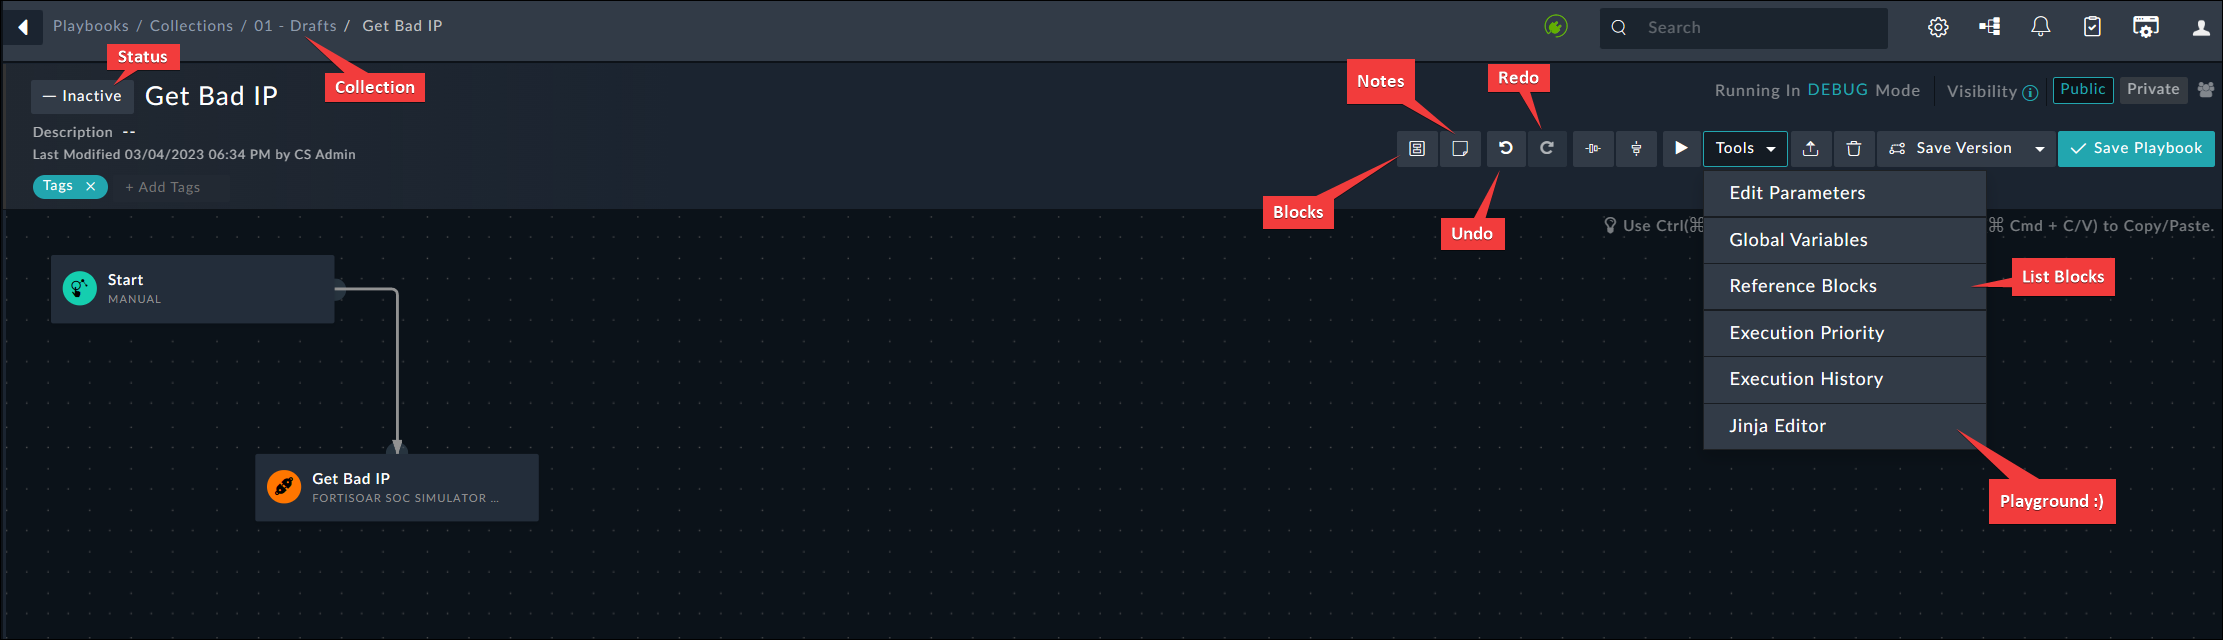 Playbooks / Collections / 01 - Drafts / Get Bad IP
Search
Status
Collection
Notes
Redo
— Inactive
Get Bad IP
Running In DEBUG Mode
Visibility
Public
Private
Description --
Last Modified 03/04/2023 06:34 PM by CS Admin
Tags ✕
+ Add Tags
Tools
Save Version
Save Playbook
Blocks
Undo
Edit Parameters
Global Variables
Reference Blocks
Execution Priority
Execution History
Jinja Editor
Use Ctrl(⌘
⌘ Cmd + C/V) to Copy/Paste.
List Blocks
Playground :)
Start
MANUAL
Get Bad IP
FORTISOAR SOC SIMULATOR ...